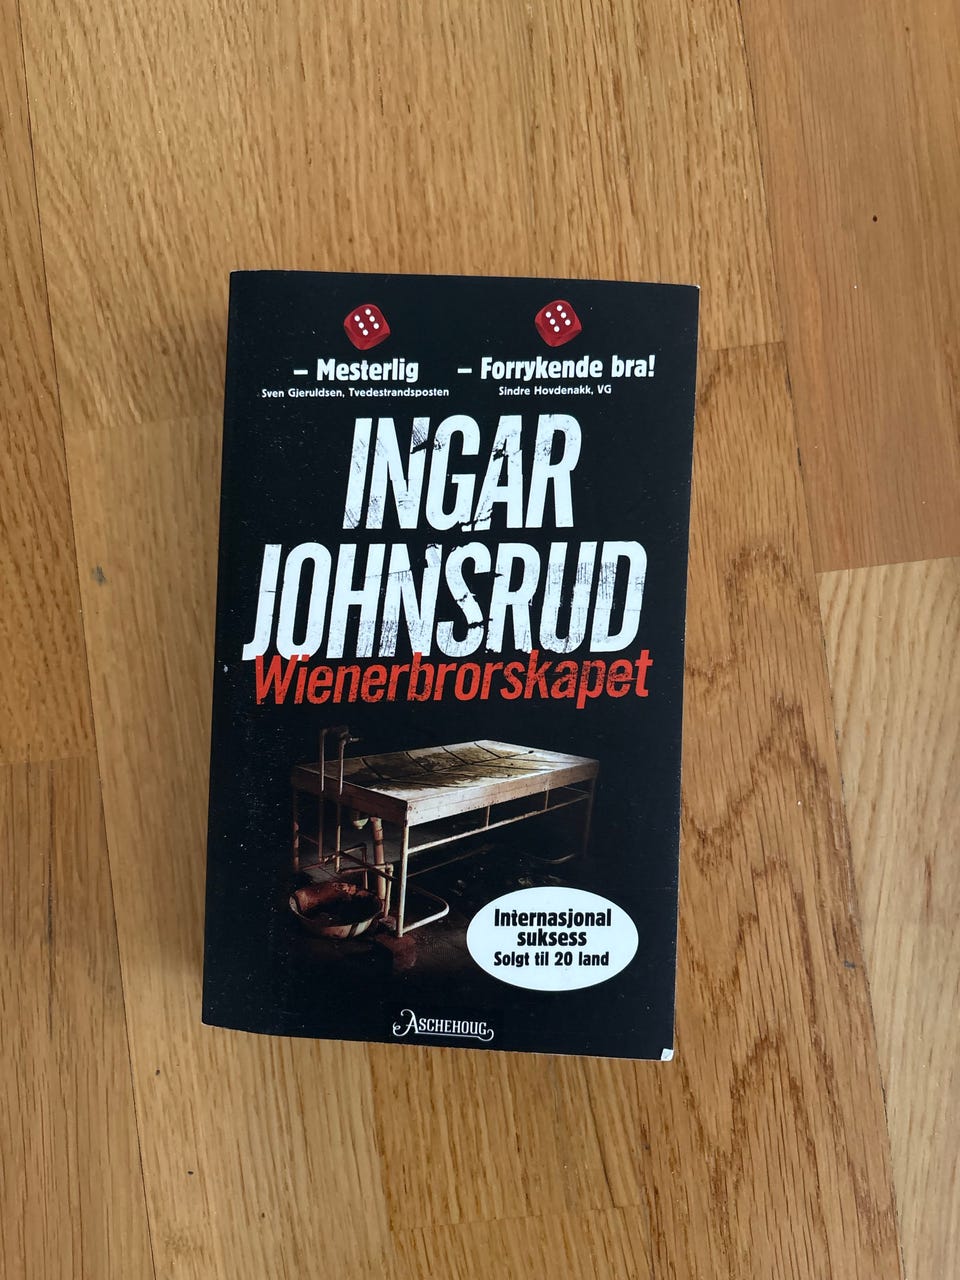 – Mesterlig
Sven Gjeruldsen, Tvedestrandsposten
– Forrykende bra!
Sindre Hovdenakk, VG
INGAR
JOHNSRUD
Wienerbrorskapet
Internasjonal
suksess
Solgt til 20 land
ASCHEHOUG